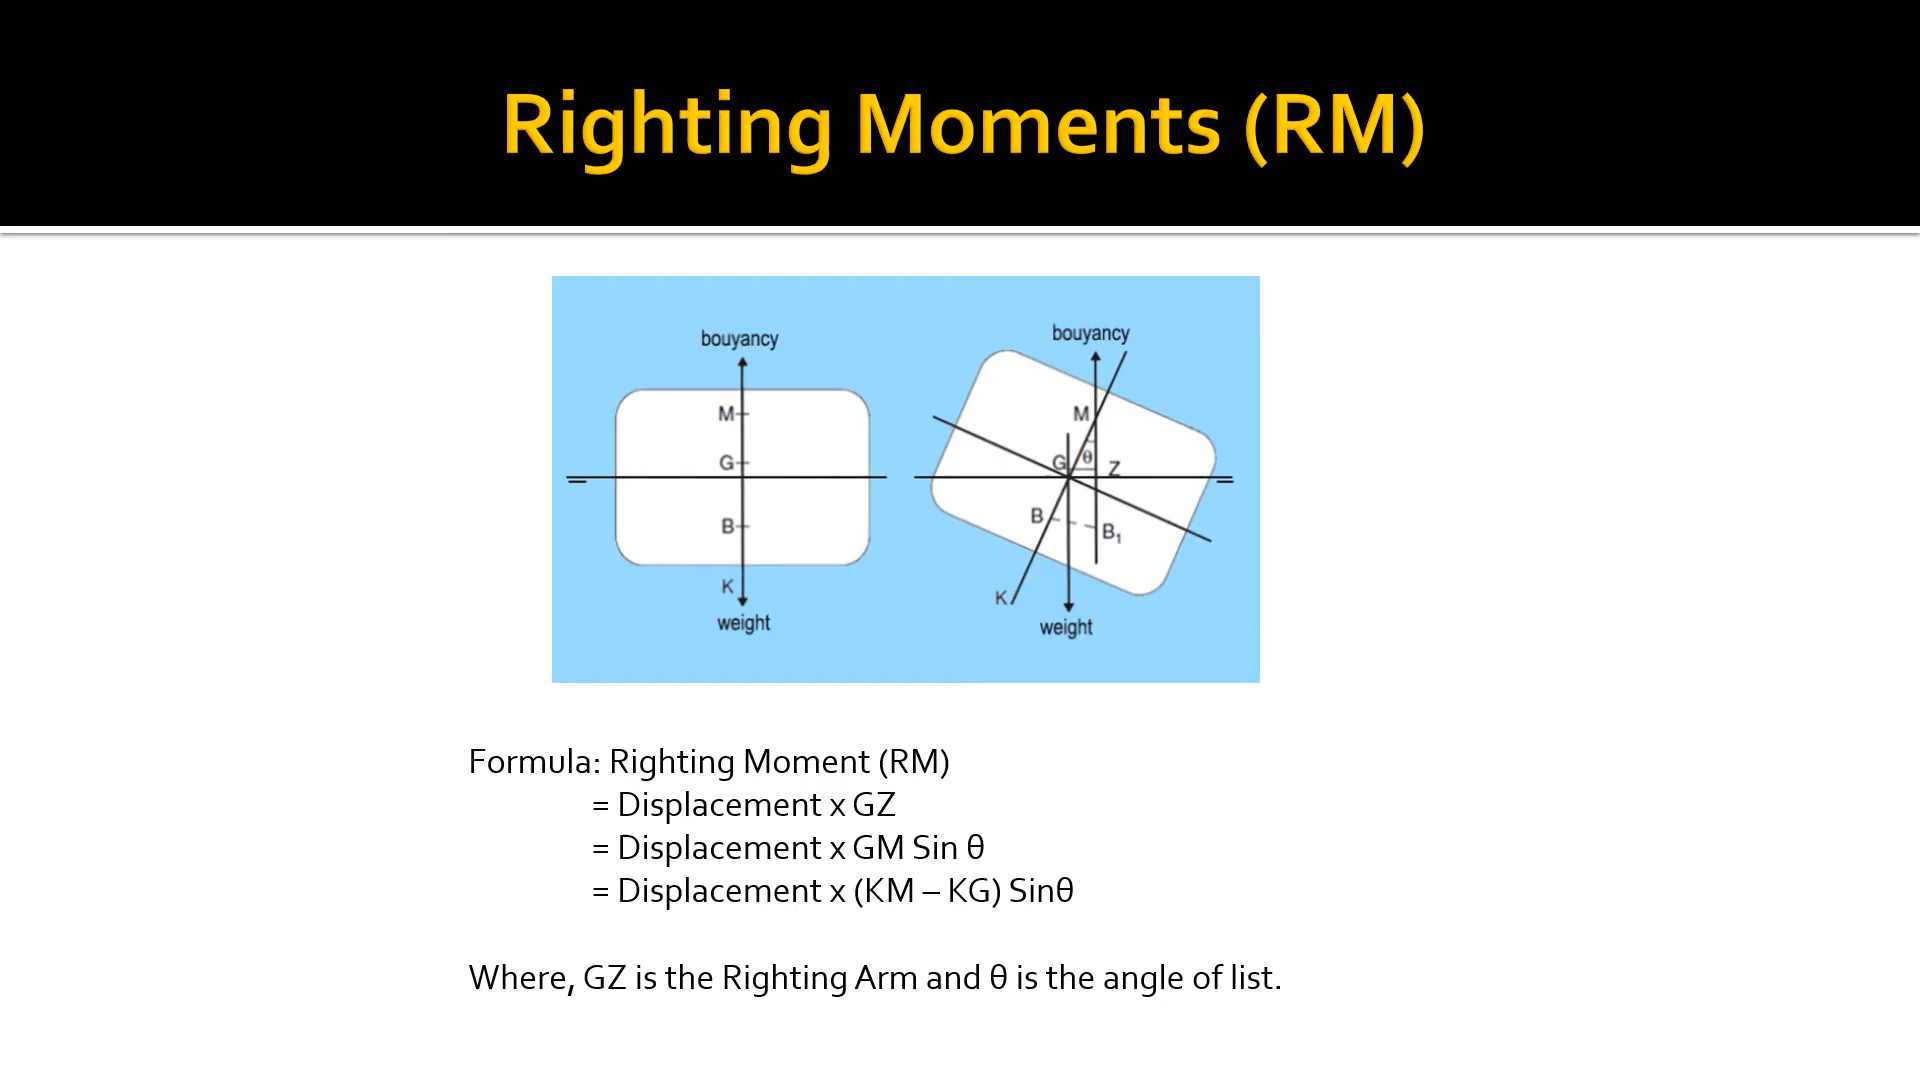 Righting Moments (RM)
bouyancy
M
G
B
K
weight
bouyancy
M
G θ Z
B
B₁
K
weight
Formula: Righting Moment (RM)
= Displacement x GZ
= Displacement x GM Sin θ
= Displacement x (KM – KG) Sinθ
Where, GZ is the Righting Arm and θ is the angle of list.